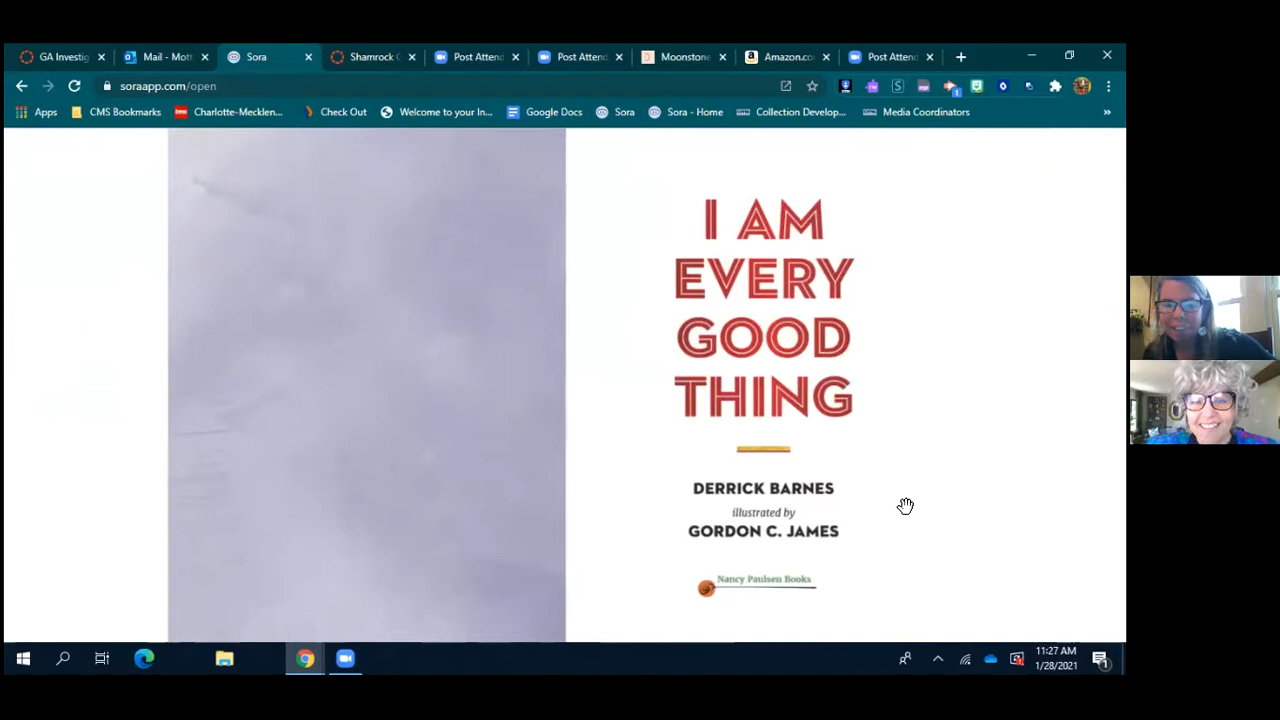 GA Investig
Mail - Mott
Sora
Shamrock G
Post Attend
Post Attend
Moonstone
Amazon.co
Post Attend
soraapp.com/open
Apps
CMS Bookmarks
Charlotte-Mecklen...
Check Out
Welcome to your In...
Google Docs
Sora
Sora - Home
Collection Develop...
Media Coordinators
»
I AM
EVERY
GOOD
THING
DERRICK BARNES
illustrated by
GORDON C. JAMES
Nancy Paulsen Books
11:27 AM
1/28/2021